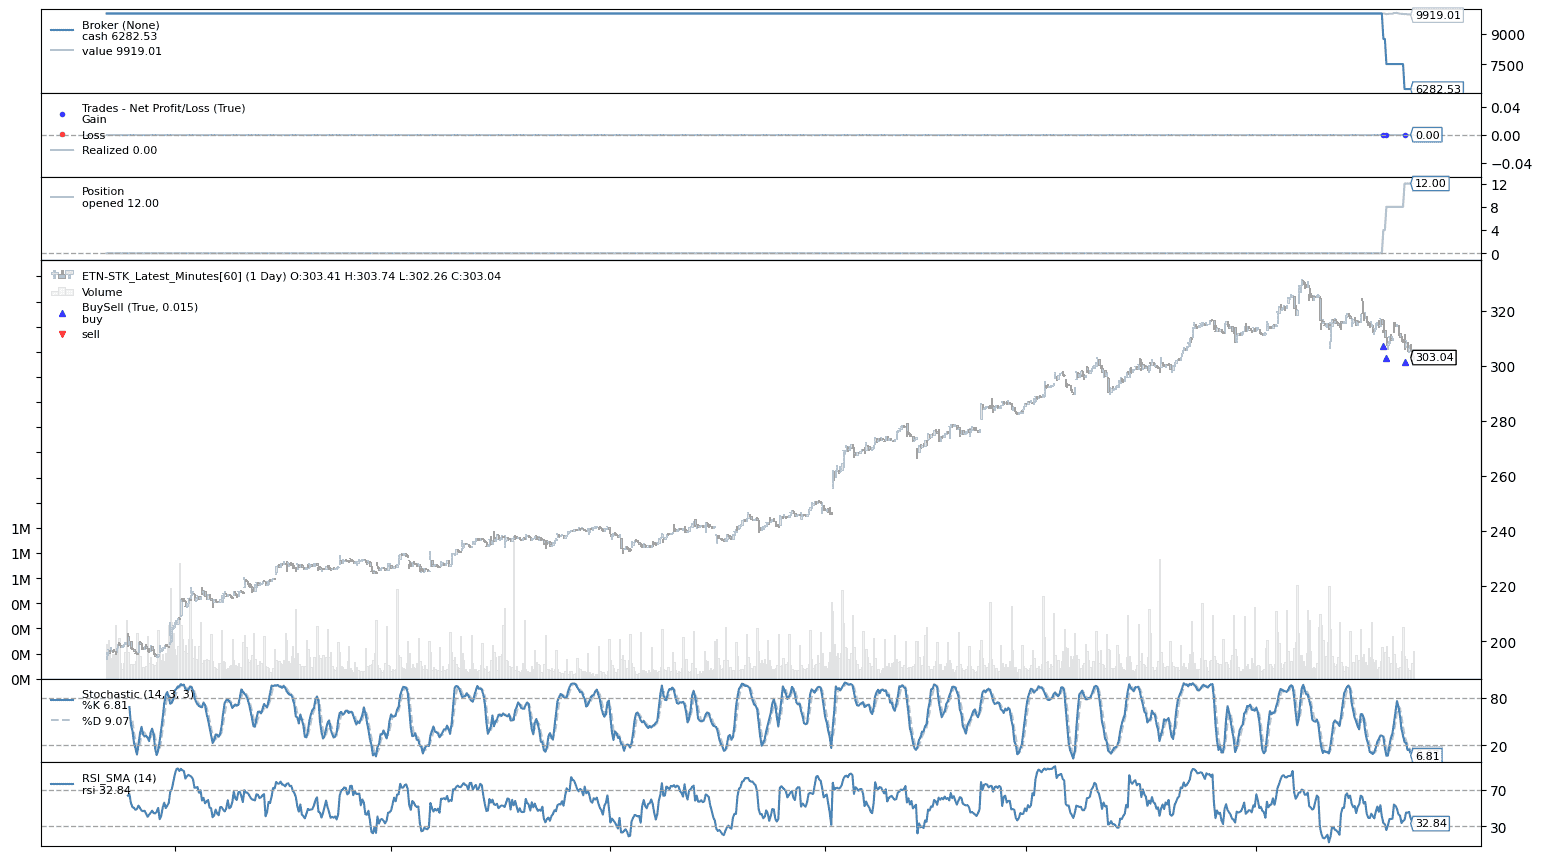 Broker (None)
cash 6282.53
value 9919.01
9919.01
9000
7500
6282.53
Trades - Net Profit/Loss (True)
Gain
Loss
Realized 0.00
0.04
0.00
0.00
−0.04
Position
opened 12.00
12.00
12
8
4
0
ETN-STK_Latest_Minutes[60] (1 Day) O:303.41 H:303.74 L:302.26 C:303.04
Volume
BuySell (True, 0.015)
buy
sell
320
303.04
300
280
260
240
220
200
1M
1M
1M
0M
0M
0M
0M
Stochastic (14, 3, 3)
%K 6.81
%D 9.07
80
20
6.81
RSI_SMA (14)
rsi 32.84
70
32.84
30